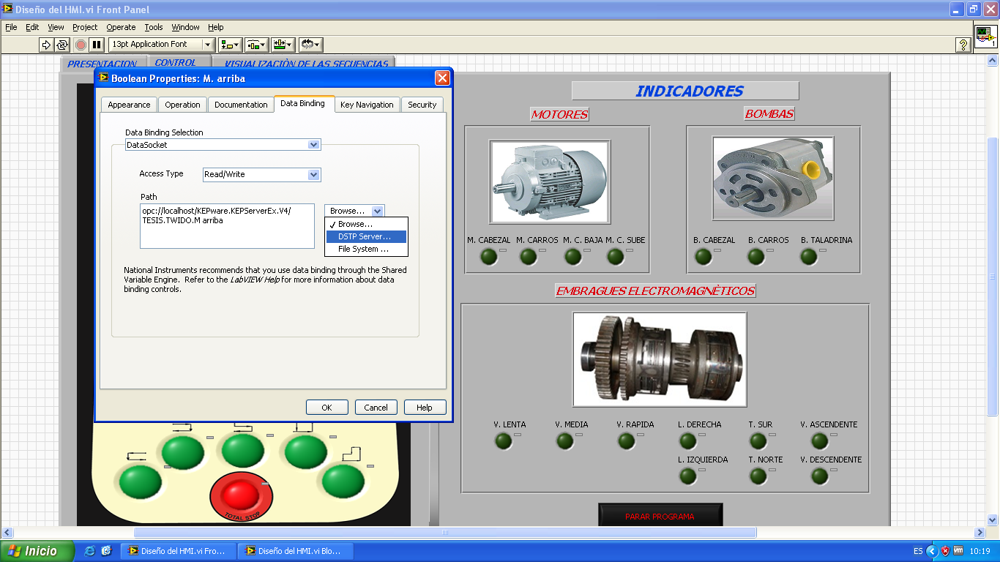 Diseño del HMI.vi Front Panel
File Edit View Project Operate Tools Window Help
13pt Application Font
?
1
PRESENTACION CONTROL VISUALIZACIÒN DE LAS SECUENCIAS
Boolean Properties: M. arriba
Appearance Operation Documentation Data Binding Key Navigation Security
Data Binding Selection
DataSocket
Access Type Read/Write
Path
opc://localhost/KEPware.KEPServerEx.V4/
TESIS.TWIDO.M arriba
Browse...
✓ Browse...
DSTP Server...
File System ...
National Instruments recommends that you use data binding through the Shared
Variable Engine. Refer to the LabVIEW Help for more information about data
binding controls.
OK Cancel Help
TOTAL STOP
INDICADORES
MOTORES
BOMBAS
M. CABEZAL M. CARROS M. C. BAJA M. C. SUBE
B. CABEZAL B. CARROS B. TALADRINA
EMBRAGUES ELECTROMAGNÈTICOS
V. LENTA V. MEDIA V. RAPIDA L. DERECHA T. SUR V. ASCENDENTE
L. IZQUIERDA T. NORTE V. DESCENDENTE
PARAR PROGRAMA
Inicio
Diseño del HMI.vi Fro...
Diseño del HMI.vi Blo...
ES
10:19